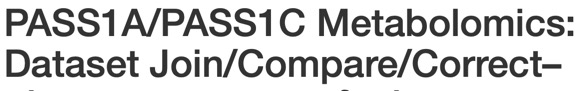 PASS1A/PASS1C Metabolomics:
Dataset Join/Compare/Correct–